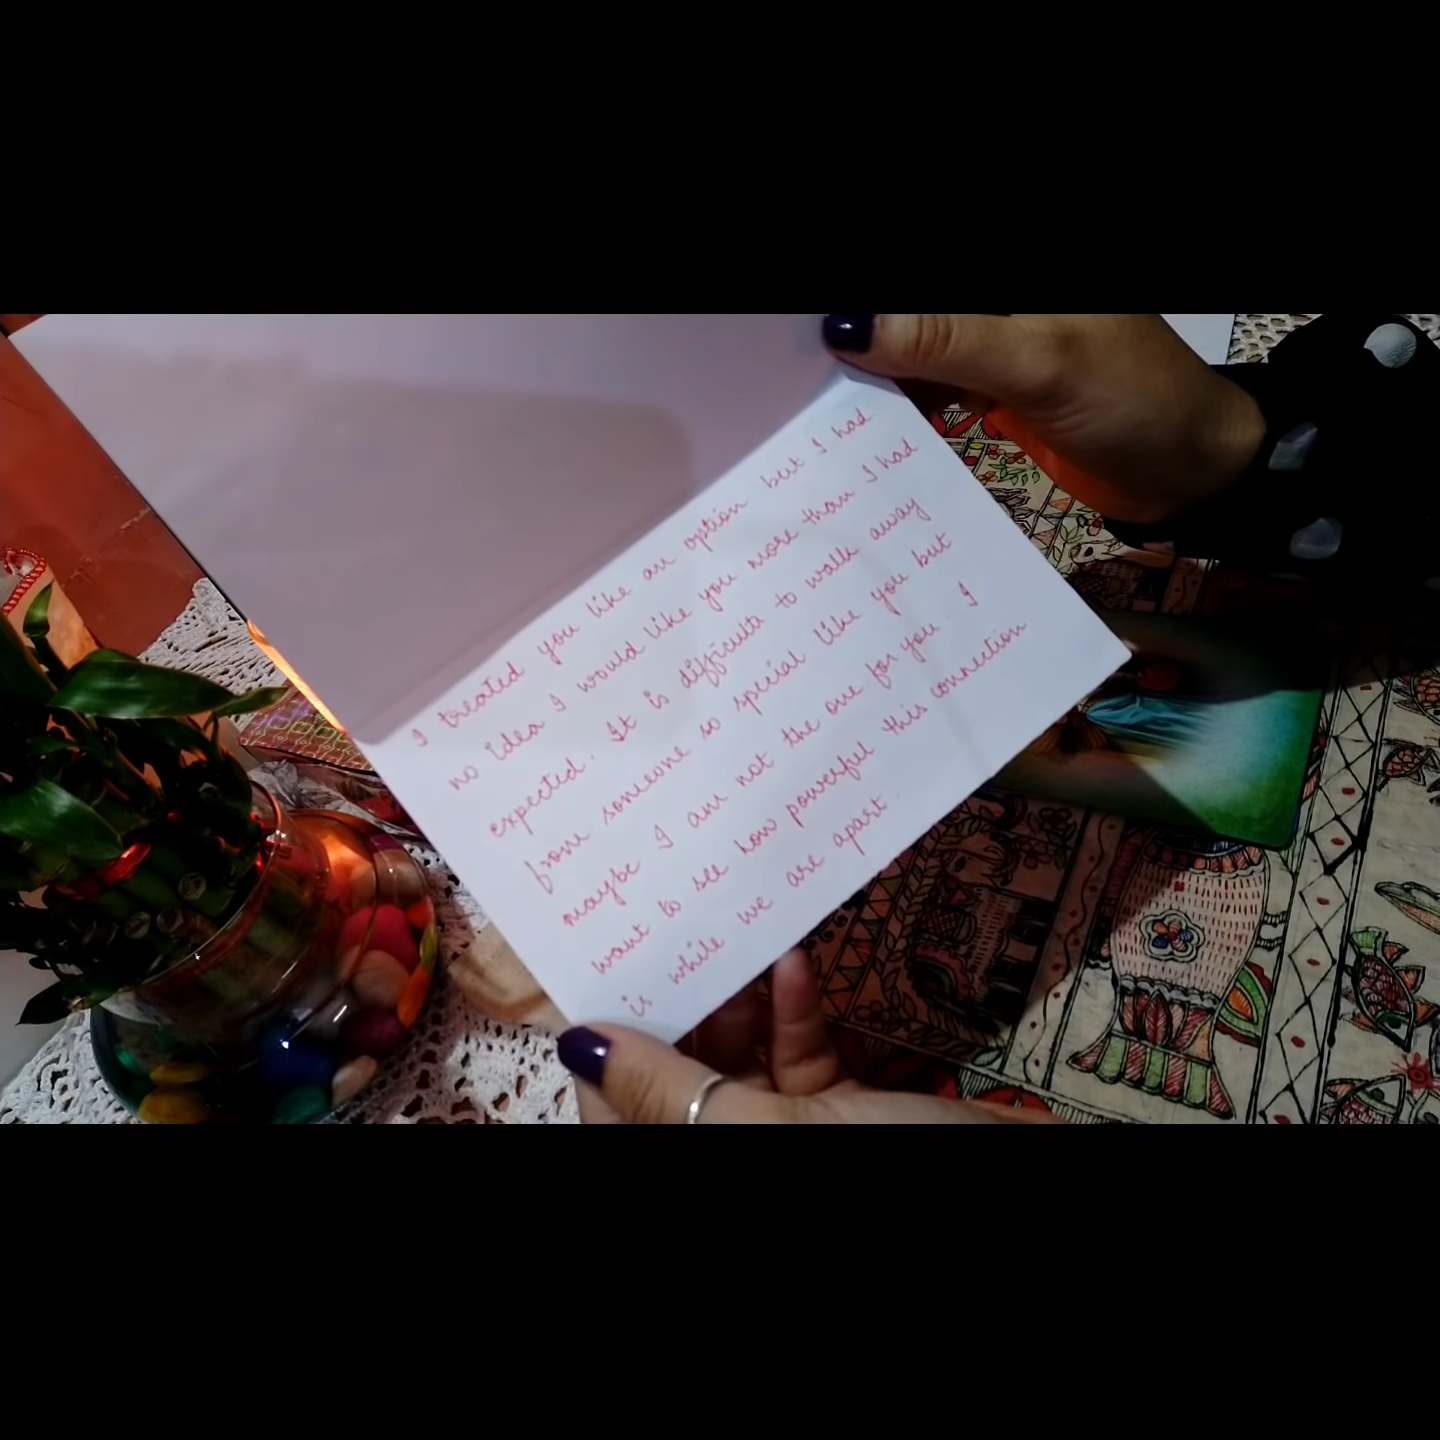 I treated you like an option but I had
no idea I would like you more than I had
expected. It is difficult to walk away
from someone so special like you but
maybe I am not the one for you. I
want to see how powerful this connection
is while we are apart.